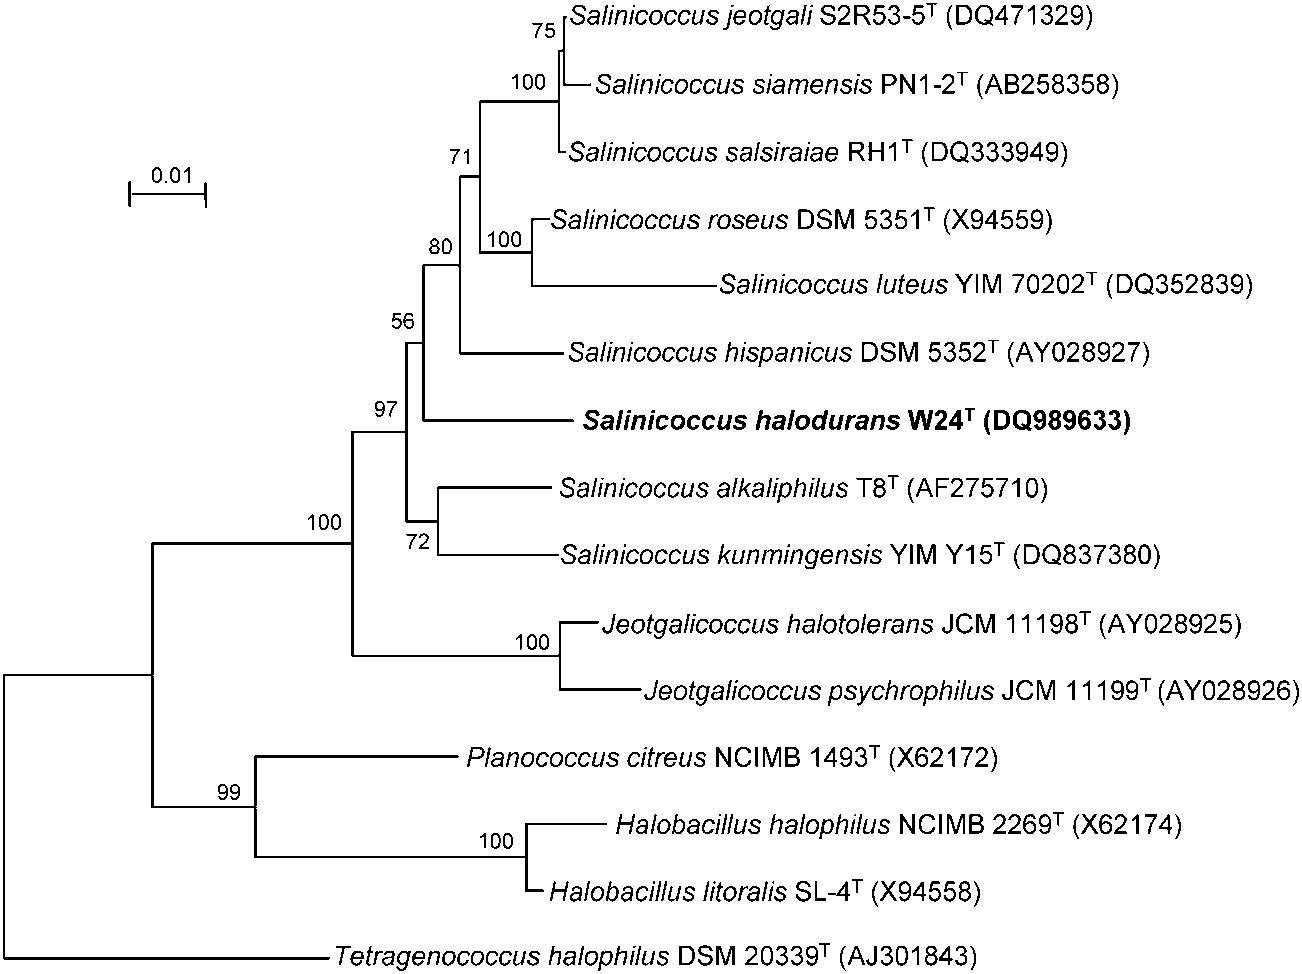 Salinicoccus jeotgali S2R53-5ᵀ (DQ471329)
75
Salinicoccus siamensis PN1-2ᵀ (AB258358)
100
Salinicoccus salsiraiae RH1ᵀ (DQ333949)
71
0.01
Salinicoccus roseus DSM 5351ᵀ (X94559)
100
80
Salinicoccus luteus YIM 70202ᵀ (DQ352839)
56
Salinicoccus hispanicus DSM 5352ᵀ (AY028927)
97
Salinicoccus halodurans W24ᵀ (DQ989633)
Salinicoccus alkaliphilus T8ᵀ (AF275710)
100
72
Salinicoccus kunmingensis YIM Y15ᵀ (DQ837380)
Jeotgalicoccus halotolerans JCM 11198ᵀ (AY028925)
100
Jeotgalicoccus psychrophilus JCM 11199ᵀ (AY028926)
Planococcus citreus NCIMB 1493ᵀ (X62172)
99
Halobacillus halophilus NCIMB 2269ᵀ (X62174)
100
Halobacillus litoralis SL-4ᵀ (X94558)
Tetragenococcus halophilus DSM 20339ᵀ (AJ301843)